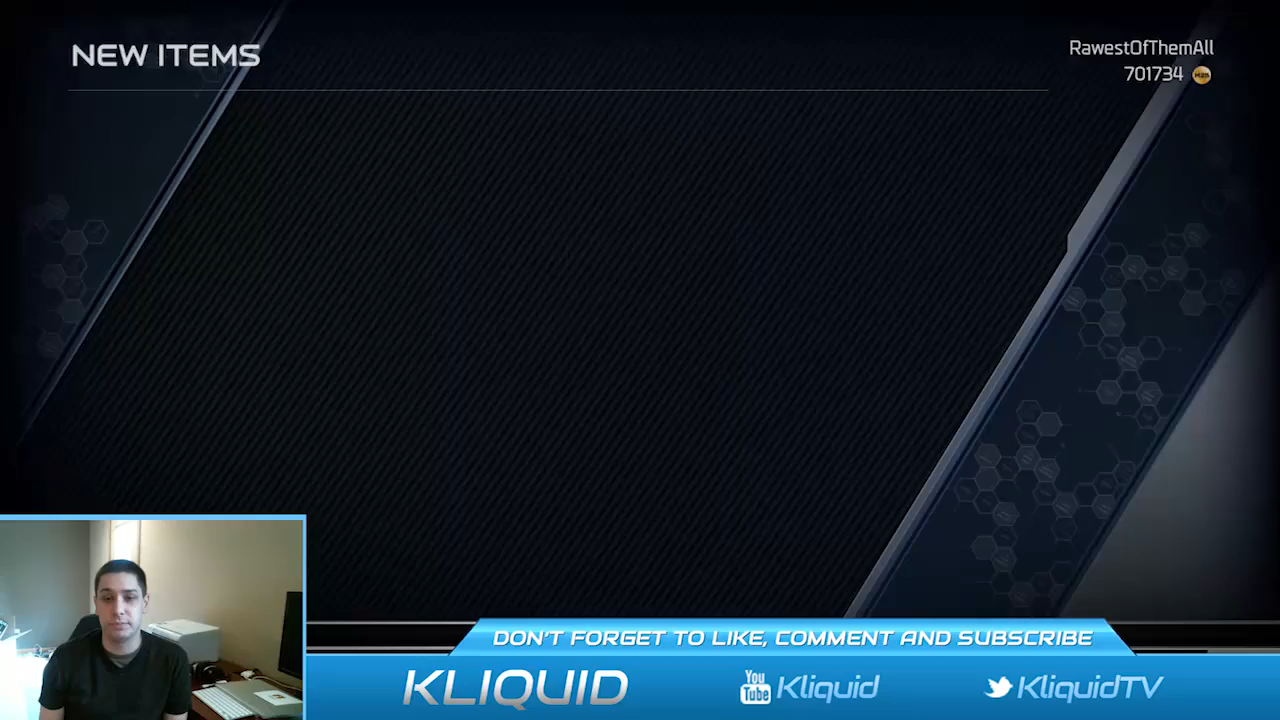 NEW ITEMS
RawestOfThemAll
701734
DON'T FORGET TO LIKE, COMMENT AND SUBSCRIBE
KLIQUID
You Tube Kliquid
KliquidTV